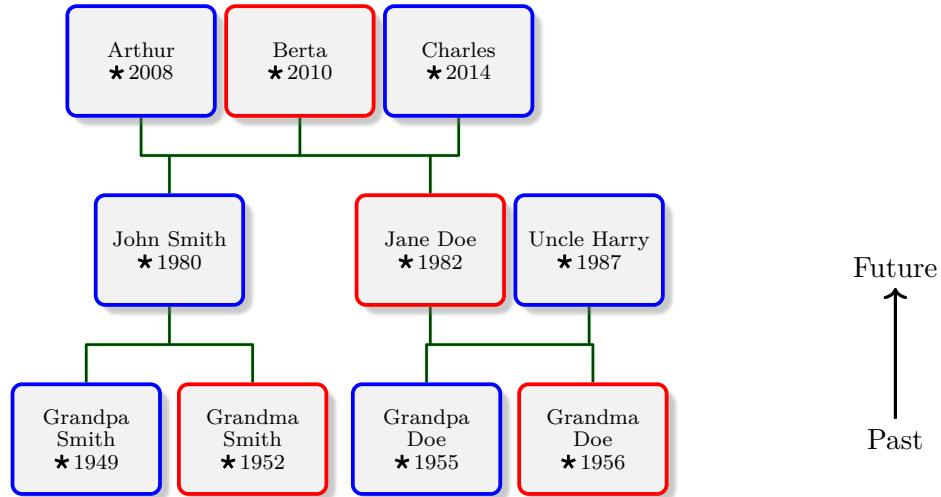 Arthur
★2008
Berta
★2010
Charles
★2014
John Smith
★1980
Jane Doe
★1982
Uncle Harry
★1987
Future
Grandpa
Smith
★1949
Grandma
Smith
★1952
Grandpa
Doe
★1955
Grandma
Doe
★1956
Past